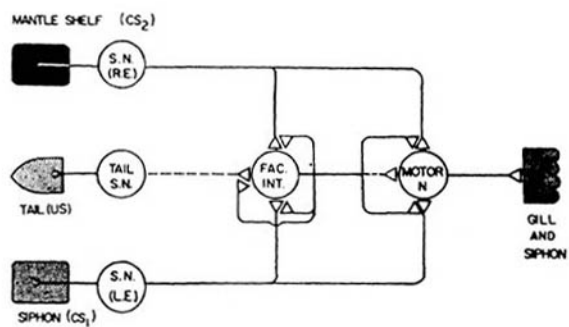 MANTLE SHELF (CS₂)
S.N.
(R.E.)
TAIL
S.N.
TAIL (US)
FAC.
INT.
MOTOR
N
GILL
AND
SIPHON
S.N.
(L.E.)
SIPHON (CS₁)